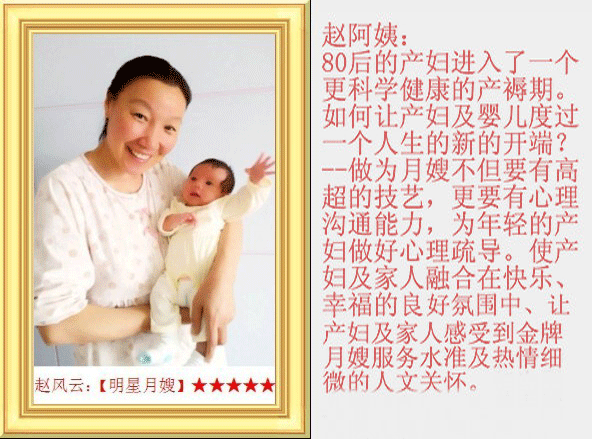 赵阿姨：
80后的产妇进入了一个
更科学健康的产褥期。
如何让产妇及婴儿度过
一个人生的新的开端？
--做为月嫂不但要有高
超的技艺，更要有心理
沟通能力，为年轻的产
妇做好心理疏导。使产
妇及家人融合在快乐、
幸福的良好氛围中、让
产妇及家人感受到金牌
月嫂服务水准及热情细
微的人文关怀。
赵风云：【明星月嫂】★★★★★